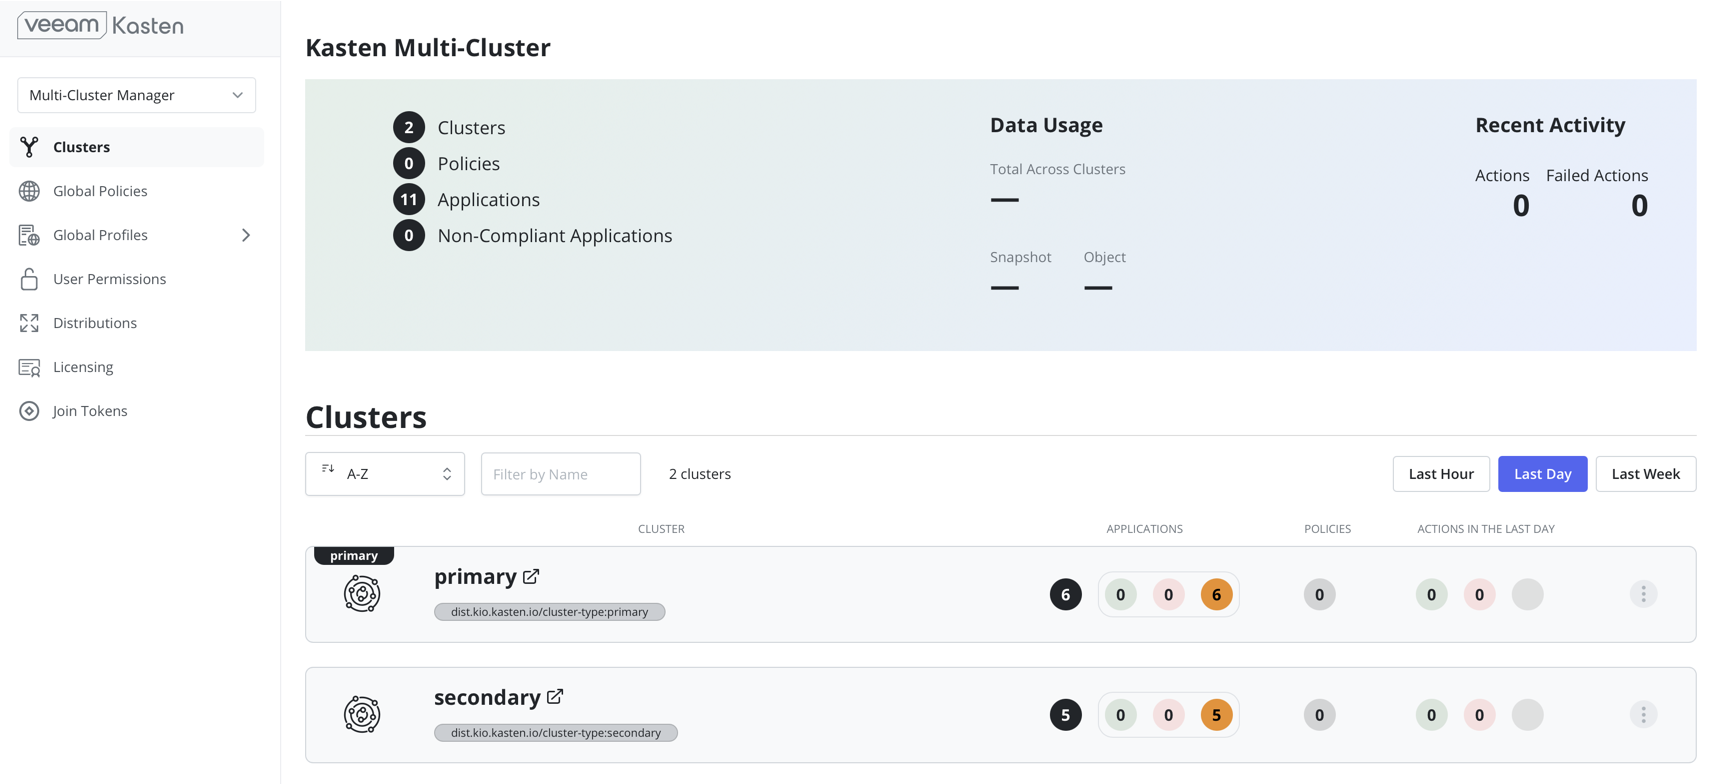 veeam Kasten
Multi-Cluster Manager
Clusters
Global Policies
Global Profiles
User Permissions
Distributions
Licensing
Join Tokens
Kasten Multi-Cluster
2 Clusters
0 Policies
11 Applications
0 Non-Compliant Applications
Data Usage
Total Across Clusters
—
Snapshot Object
— —
Recent Activity
Actions Failed Actions
0 0
Clusters
A-Z Filter by Name 2 clusters Last Hour Last Day Last Week
CLUSTER APPLICATIONS POLICIES ACTIONS IN THE LAST DAY
primary
primary 6 0 0 6 0 0 0
dist.kio.kasten.io/cluster-type:primary
secondary 5 0 0 5 0 0 0
dist.kio.kasten.io/cluster-type:secondary